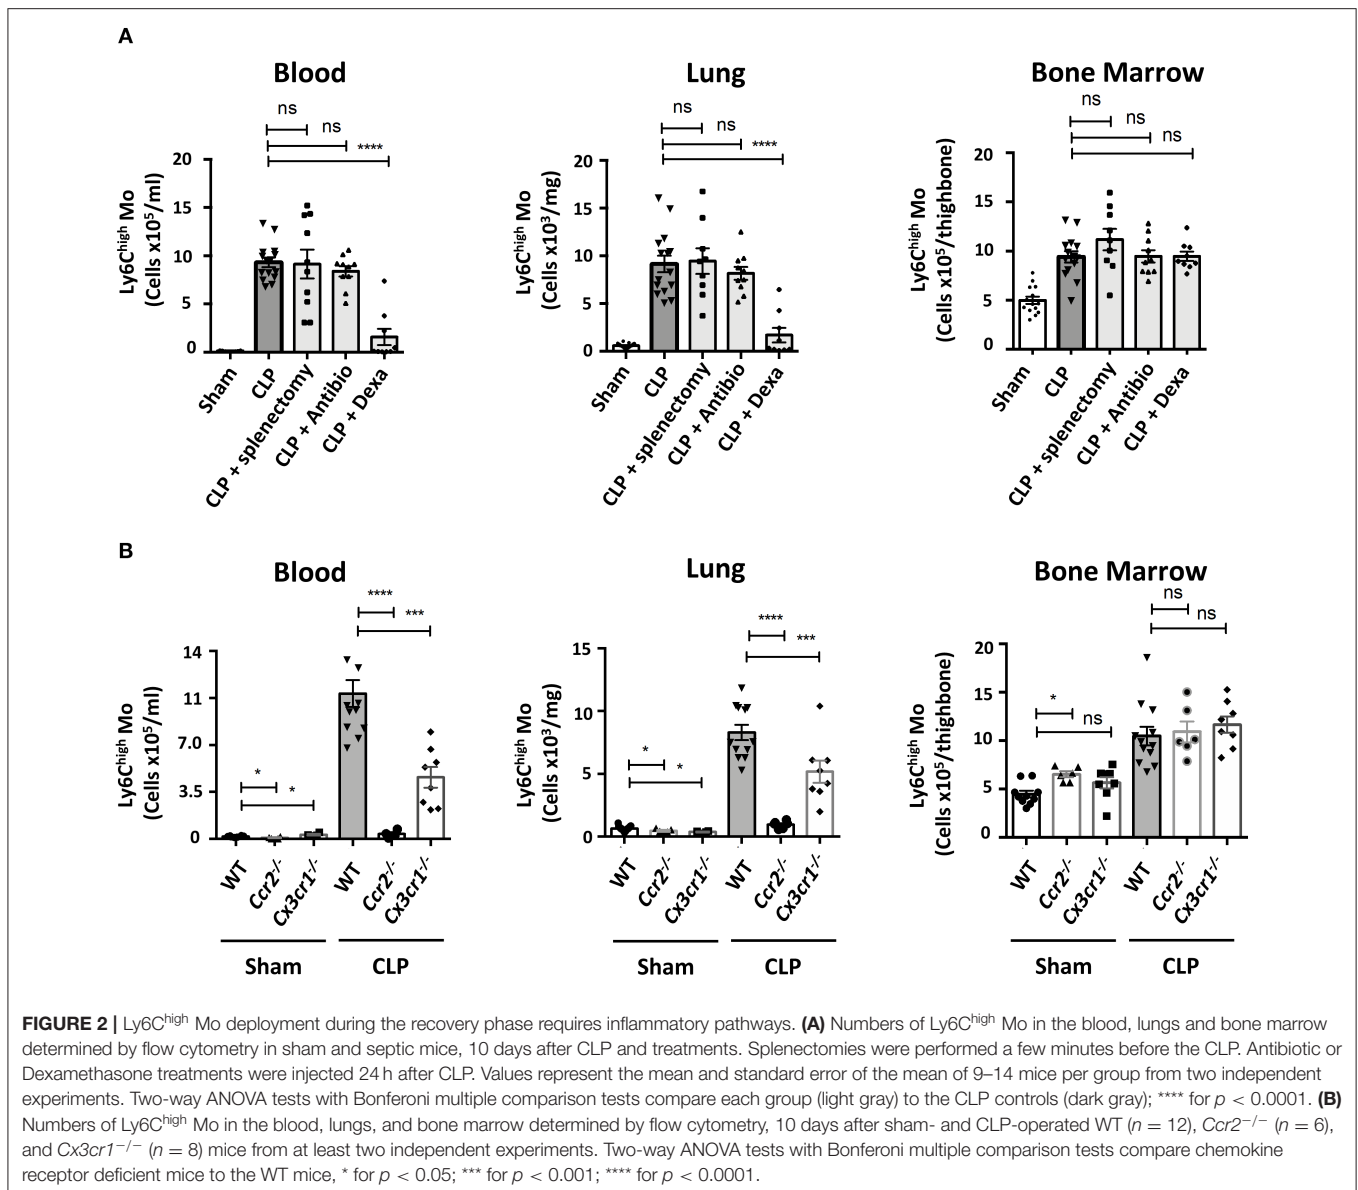 A
Blood
Lung
Bone Marrow
ns
ns
****
ns
ns
****
ns
ns
ns
Ly6Chigh Mo
(Cells x10⁵/ml)
20
15
10
5
0
Sham
CLP
CLP + splenectomy
CLP + Antibio
CLP + Dexa
Ly6Chigh Mo
(Cells x10³/mg)
20
15
10
5
0
Sham
CLP
CLP + splenectomy
CLP + Antibio
CLP + Dexa
Ly6Chigh Mo
(Cells x10⁵/thighbone)
20
15
10
5
0
Sham
CLP
CLP + splenectomy
CLP + Antibio
CLP + Dexa
B
Blood
Lung
Bone Marrow
****
***
*
*
Ly6Chigh Mo
(Cells x10⁵/ml)
14
11
7.0
3.5
0
WT
Ccr2-/-
Cx3cr1-/-
WT
Ccr2-/-
Cx3cr1-/-
Sham
CLP
****
***
*
*
Ly6Chigh Mo
(Cells x10³/mg)
15
10
5
0
WT
Ccr2-/-
Cx3cr1-/-
WT
Ccr2-/-
Cx3cr1-/-
Sham
CLP
ns
ns
*
ns
Ly6Chigh Mo
(Cells x10⁵/thighbone)
20
15
10
5
0
WT
Ccr2-/-
Cx3cr1-/-
WT
Ccr2-/-
Cx3cr1-/-
Sham
CLP
FIGURE 2 | Ly6Chigh Mo deployment during the recovery phase requires inflammatory pathways. (A) Numbers of Ly6Chigh Mo in the blood, lungs and bone marrow
determined by flow cytometry in sham and septic mice, 10 days after CLP and treatments. Splenectomies were performed a few minutes before the CLP. Antibiotic or
Dexamethasone treatments were injected 24 h after CLP. Values represent the mean and standard error of the mean of 9–14 mice per group from two independent
experiments. Two-way ANOVA tests with Bonferoni multiple comparison tests compare each group (light gray) to the CLP controls (dark gray); **** for p < 0.0001. (B)
Numbers of Ly6Chigh Mo in the blood, lungs, and bone marrow determined by flow cytometry, 10 days after sham- and CLP-operated WT (n = 12), Ccr2−/− (n = 6),
and Cx3cr1−/− (n = 8) mice from at least two independent experiments. Two-way ANOVA tests with Bonferoni multiple comparison tests compare chemokine
receptor deficient mice to the WT mice, * for p < 0.05; *** for p < 0.001; **** for p < 0.0001.